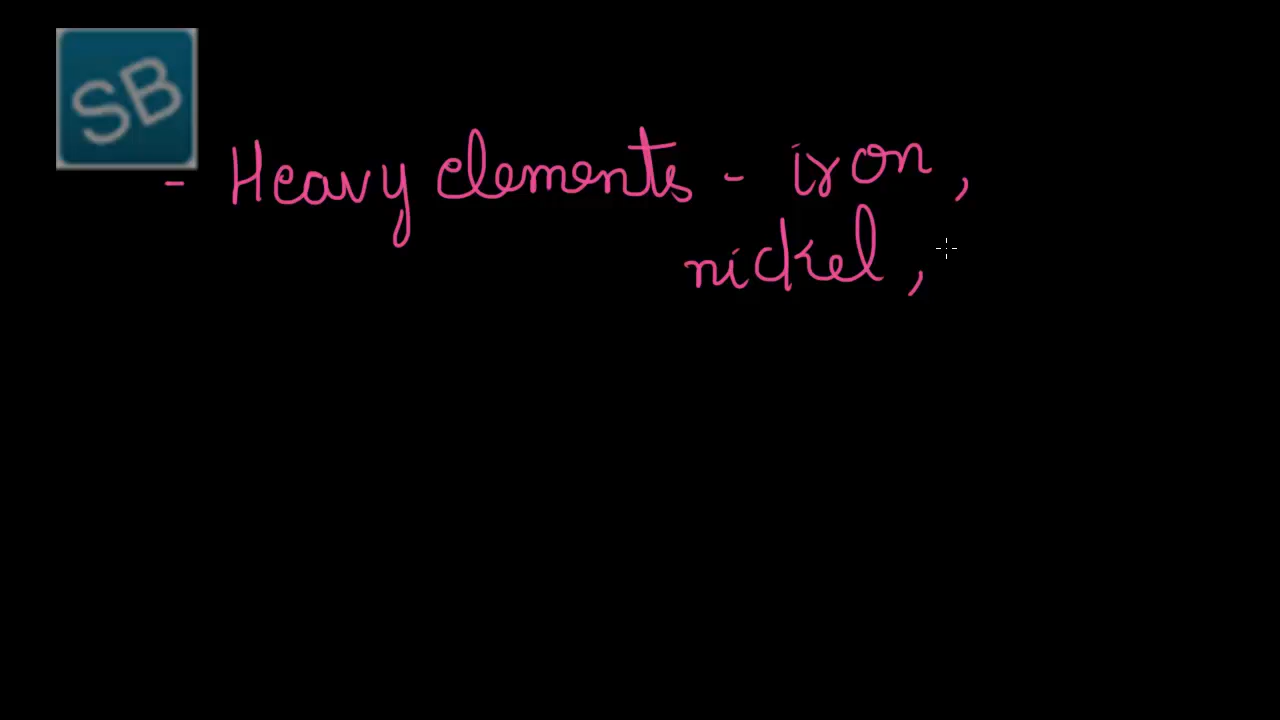 SB
- Heavy elements - iron,
nickel,